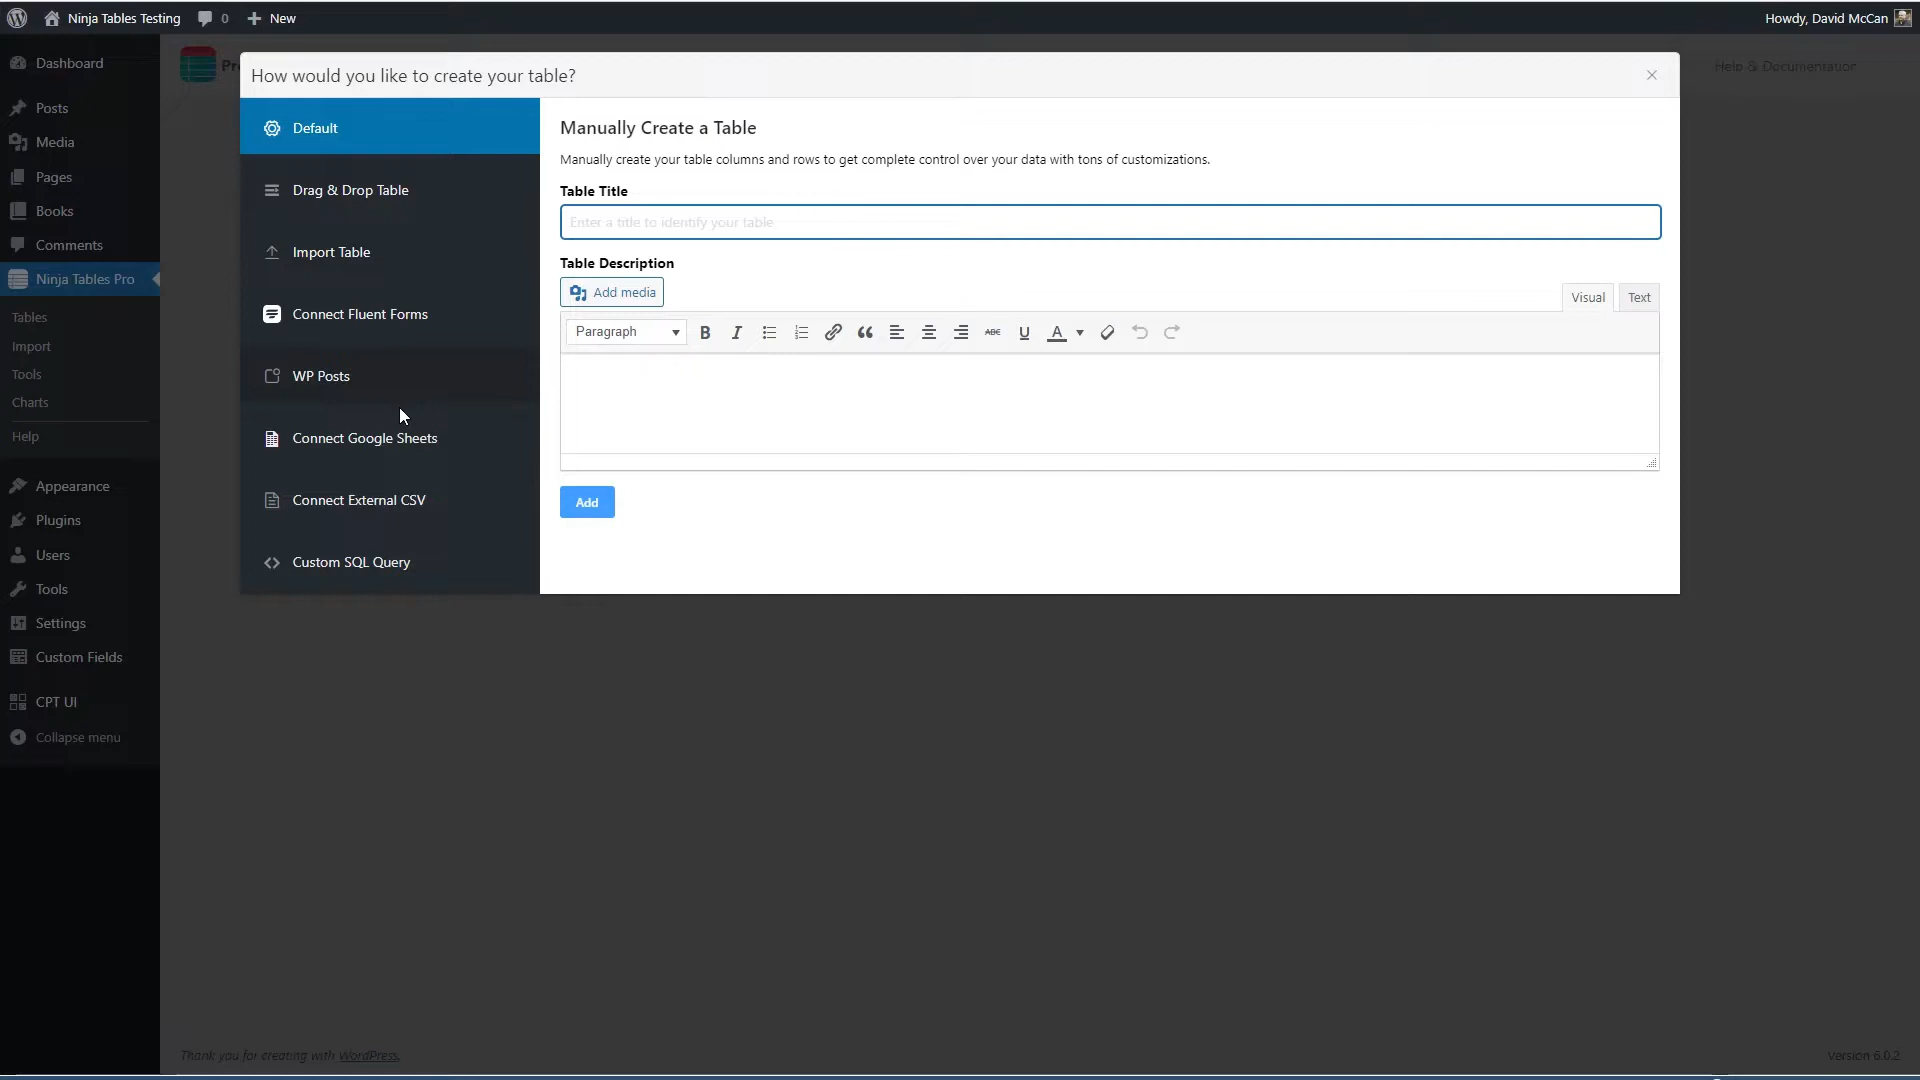 Ninja Tables Testing
0
New
Howdy, David McCan
Dashboard
Posts
Media
Pages
Books
Comments
Ninja Tables Pro
Tables
Import
Tools
Charts
Help
Appearance
Plugins
Users
Tools
Settings
Custom Fields
CPT UI
Collapse menu
Help & Documentation
How would you like to create your table?
Default
Drag & Drop Table
Import Table
Connect Fluent Forms
WP Posts
Connect Google Sheets
Connect External CSV
Custom SQL Query
Manually Create a Table
Manually create your table columns and rows to get complete control over your data with tons of customizations.
Table Title
Enter a title to identify your table
Table Description
Add media
Visual
Text
Paragraph
B
I
ABC
U
A
Add
Thank you for creating with WordPress.
Version 6.0.2